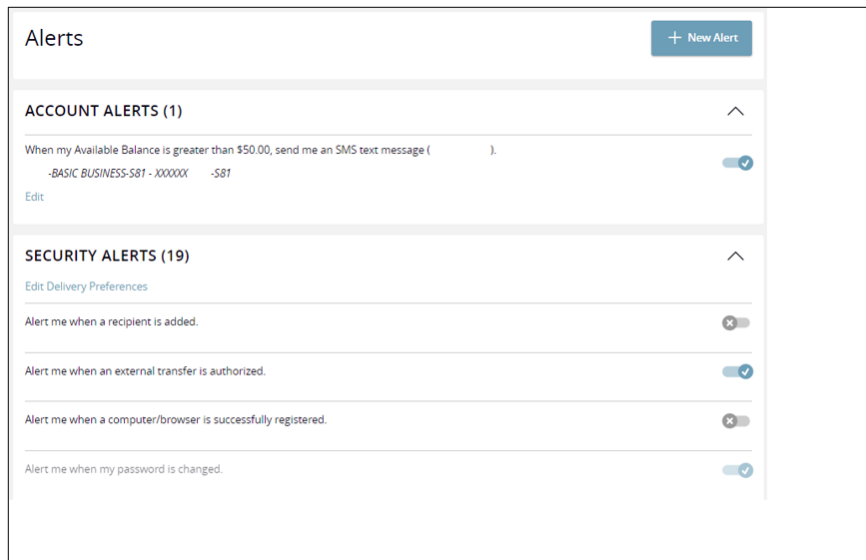 Alerts
+ New Alert
ACCOUNT ALERTS (1)
When my Available Balance is greater than $50.00, send me an SMS text message ( ).
-BASIC BUSINESS-S81 - XXXXXX -S81
Edit
SECURITY ALERTS (19)
Edit Delivery Preferences
Alert me when a recipient is added.
Alert me when an external transfer is authorized.
Alert me when a computer/browser is successfully registered.
Alert me when my password is changed.